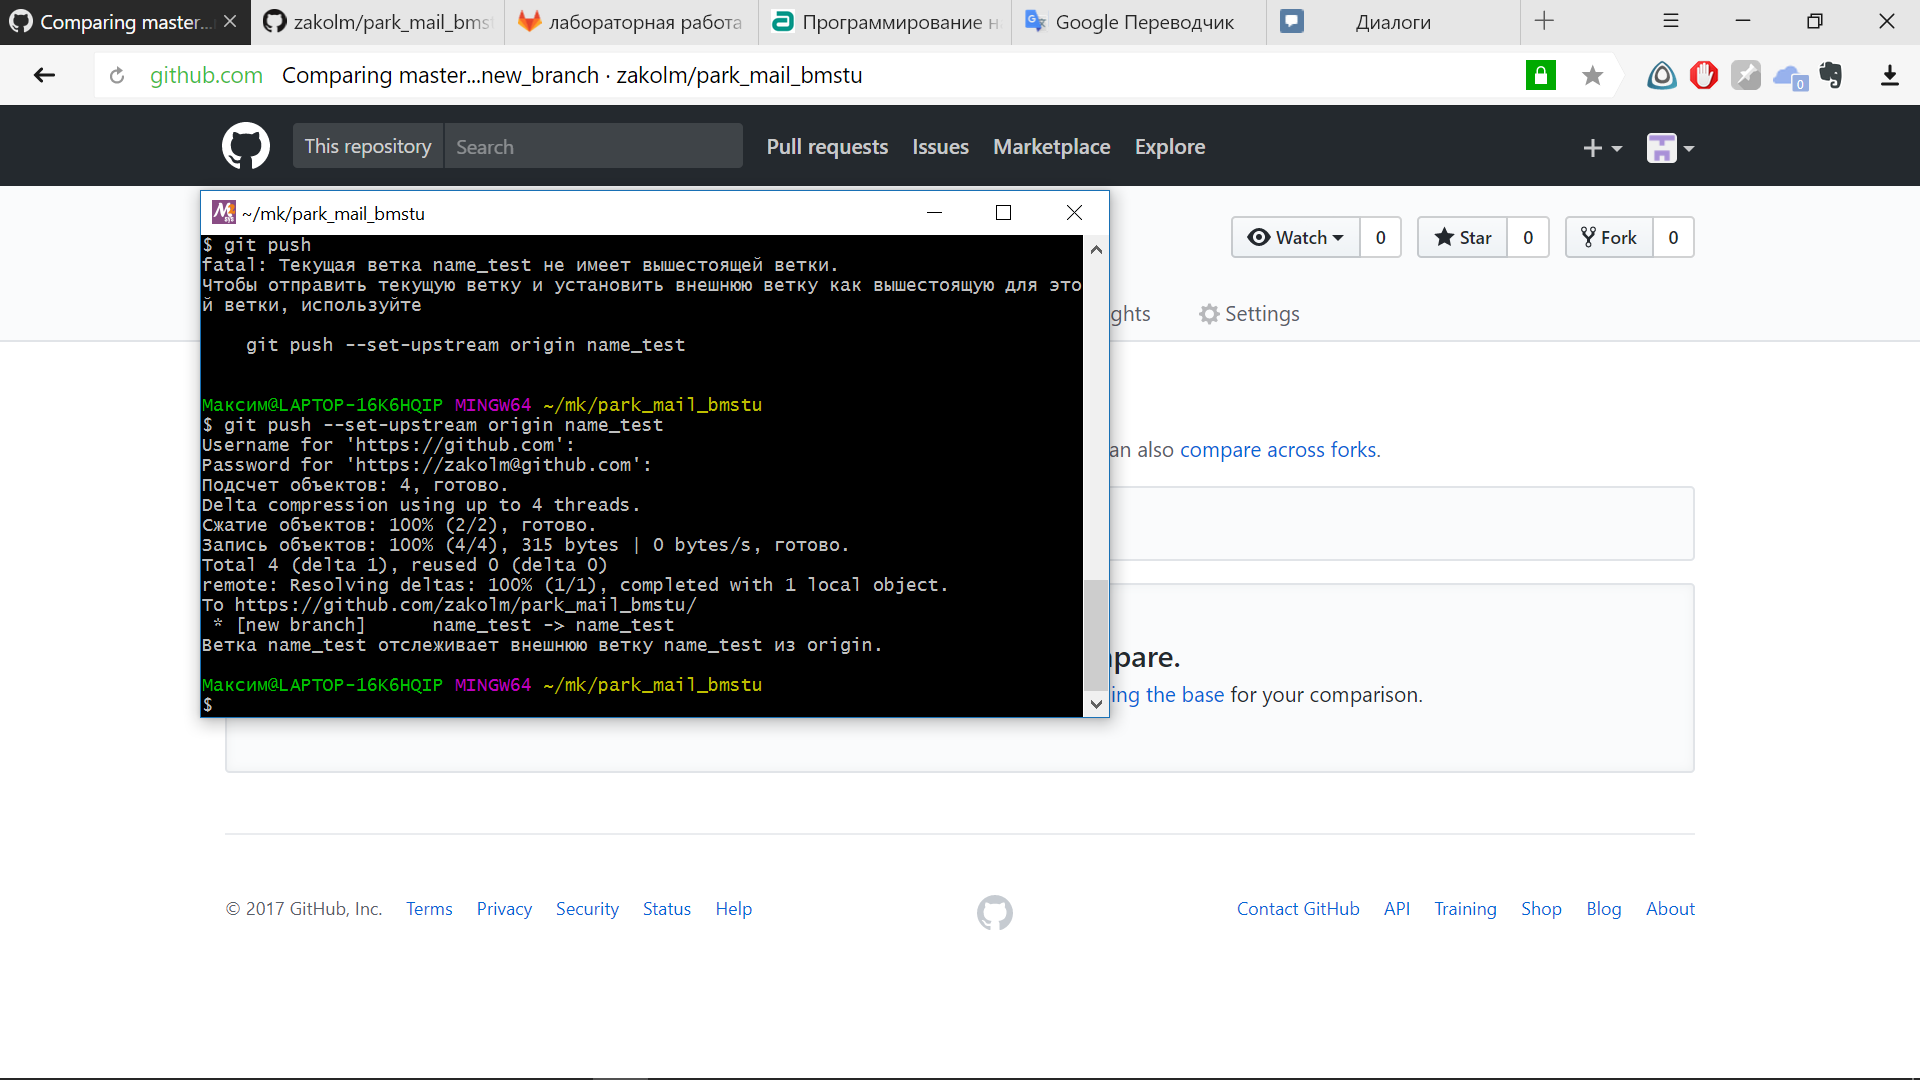 Comparing master...
zakolm/park_mail_bmst
лабораторная работа
Программирование н
Google Переводчик
Диалоги
github.com Comparing master...new_branch · zakolm/park_mail_bmstu
0
This repository Search Pull requests Issues Marketplace Explore
~/mk/park_mail_bmstu
Watch 0 Star 0 Fork 0
ghts Settings
$ git push
fatal: Текущая ветка name_test не имеет вышестоящей ветки.
Чтобы отправить текущую ветку и установить внешнюю ветку как вышестоящую для это
й ветки, используйте
git push --set-upstream origin name_test
Максим@LAPTOP-16K6HQIP MINGW64 ~/mk/park_mail_bmstu
$ git push --set-upstream origin name_test
Username for 'https://github.com':
Password for 'https://zakolm@github.com':
Подсчет объектов: 4, готово.
Delta compression using up to 4 threads.
Сжатие объектов: 100% (2/2), готово.
Запись объектов: 100% (4/4), 315 bytes | 0 bytes/s, готово.
Total 4 (delta 1), reused 0 (delta 0)
remote: Resolving deltas: 100% (1/1), completed with 1 local object.
To https://github.com/zakolm/park_mail_bmstu/
* [new branch] name_test -> name_test
Ветка name_test отслеживает внешнюю ветку name_test из origin.
Максим@LAPTOP-16K6HQIP MINGW64 ~/mk/park_mail_bmstu
$
an also compare across forks.
pare.
ing the base for your comparison.
© 2017 GitHub, Inc. Terms Privacy Security Status Help
Contact GitHub API Training Shop Blog About